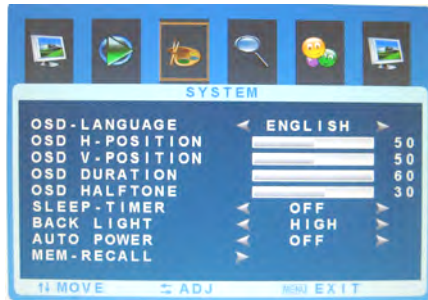 SYSTEM
OSD-LANGUAGE ENGLISH
OSD H-POSITION 50
OSD V-POSITION 50
OSD DURATION 60
OSD HALFTONE 30
SLEEP-TIMER OFF
BACK LIGHT HIGH
AUTO POWER OFF
MEM-RECALL
MOVE ADJ MENU EXIT